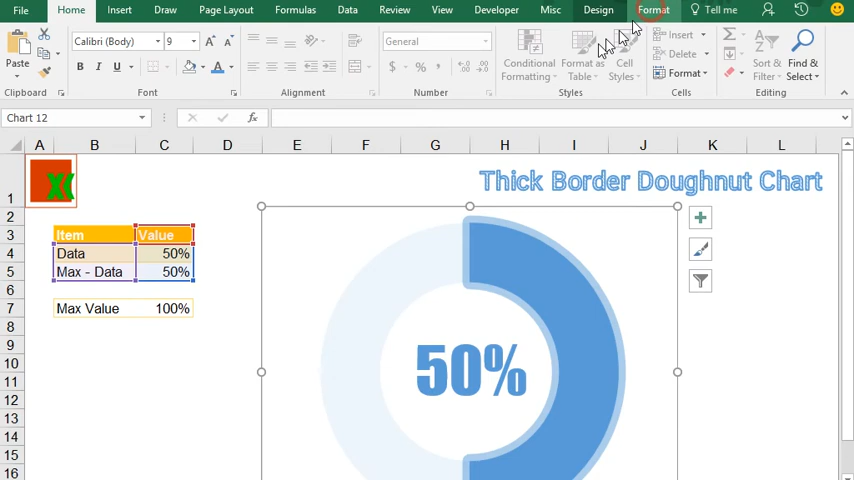 File Home Insert Draw Page Layout Formulas Data Review View Developer Misc Design Format Tell me
Calibri (Body) 9 General Insert
Paste B I U A A A $ % , Conditional Formatting Format as Table Cell Styles Delete Format Sort & Filter Find & Select
Clipboard Font Alignment Number Styles Cells Editing
Chart 12 fx
A B C D E F G H I J K L
1 Thick Border Doughnut Chart
2
3 Item Value
4 Data 50%
5 Max - Data 50%
6
7 Max Value 100%
8
9
10 50%
11
12
13
14
15
16